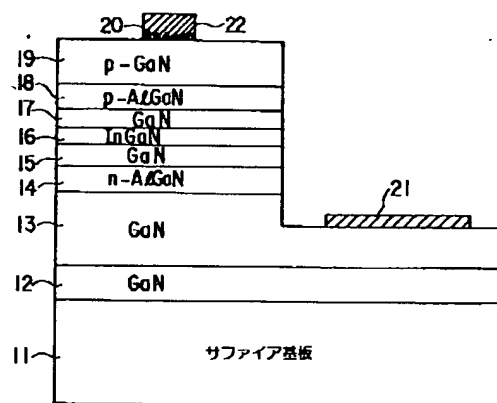 20 22
19 p-GaN
18 p-AlGaN
17 GaN
16 InGaN
15 GaN
14 n-AlGaN
21
13 GaN
12 GaN
11 サファイア基板